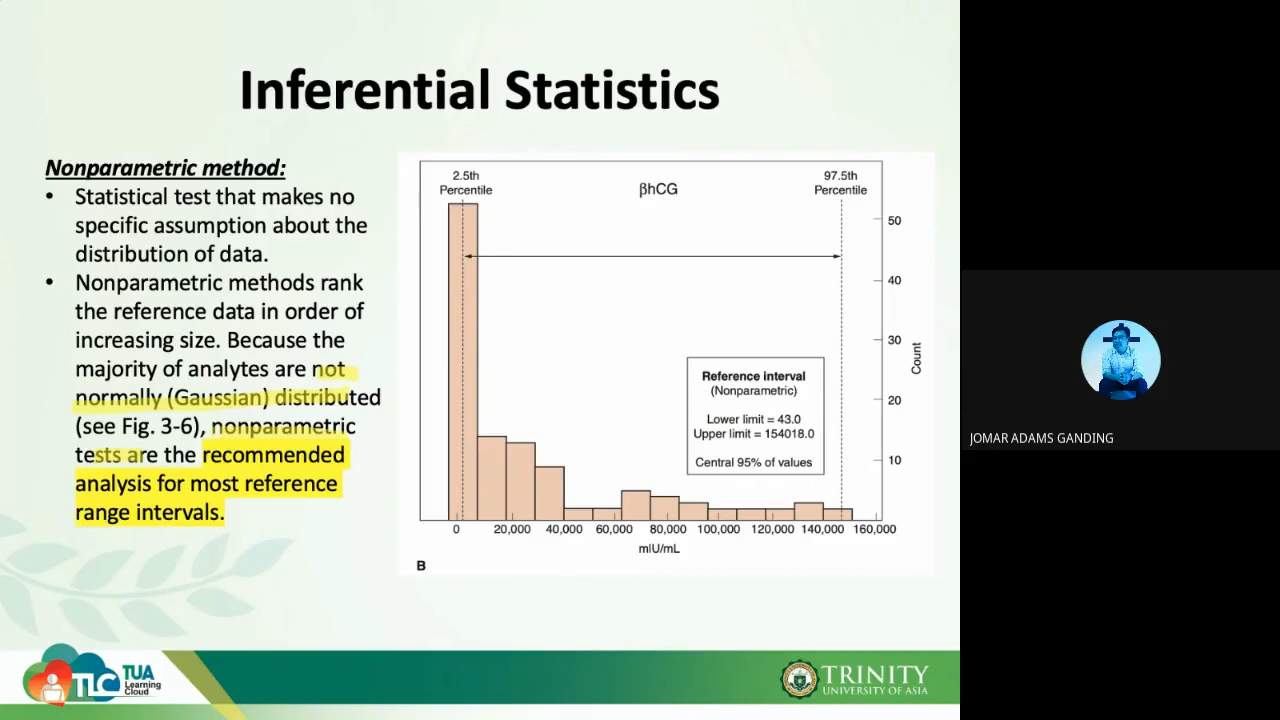 Inferential Statistics
Nonparametric method:
• Statistical test that makes no
specific assumption about the
distribution of data.
• Nonparametric methods rank
the reference data in order of
increasing size. Because the
majority of analytes are not
normally (Gaussian) distributed
(see Fig. 3-6), nonparametric
tests are the recommended
analysis for most reference
range intervals.
2.5th
Percentile
βhCG
97.5th
Percentile
50
40
30
20
10
Count
Reference interval
(Nonparametric)
Lower limit = 43.0
Upper limit = 154018.0
Central 95% of values
0 20,000 40,000 60,000 80,000 100,000 120,000 140,000 160,000
mIU/mL
B
JOMAR ADAMS GANDING
TLC
TUA
Learning
Cloud
TRINITY
UNIVERSITY OF ASIA